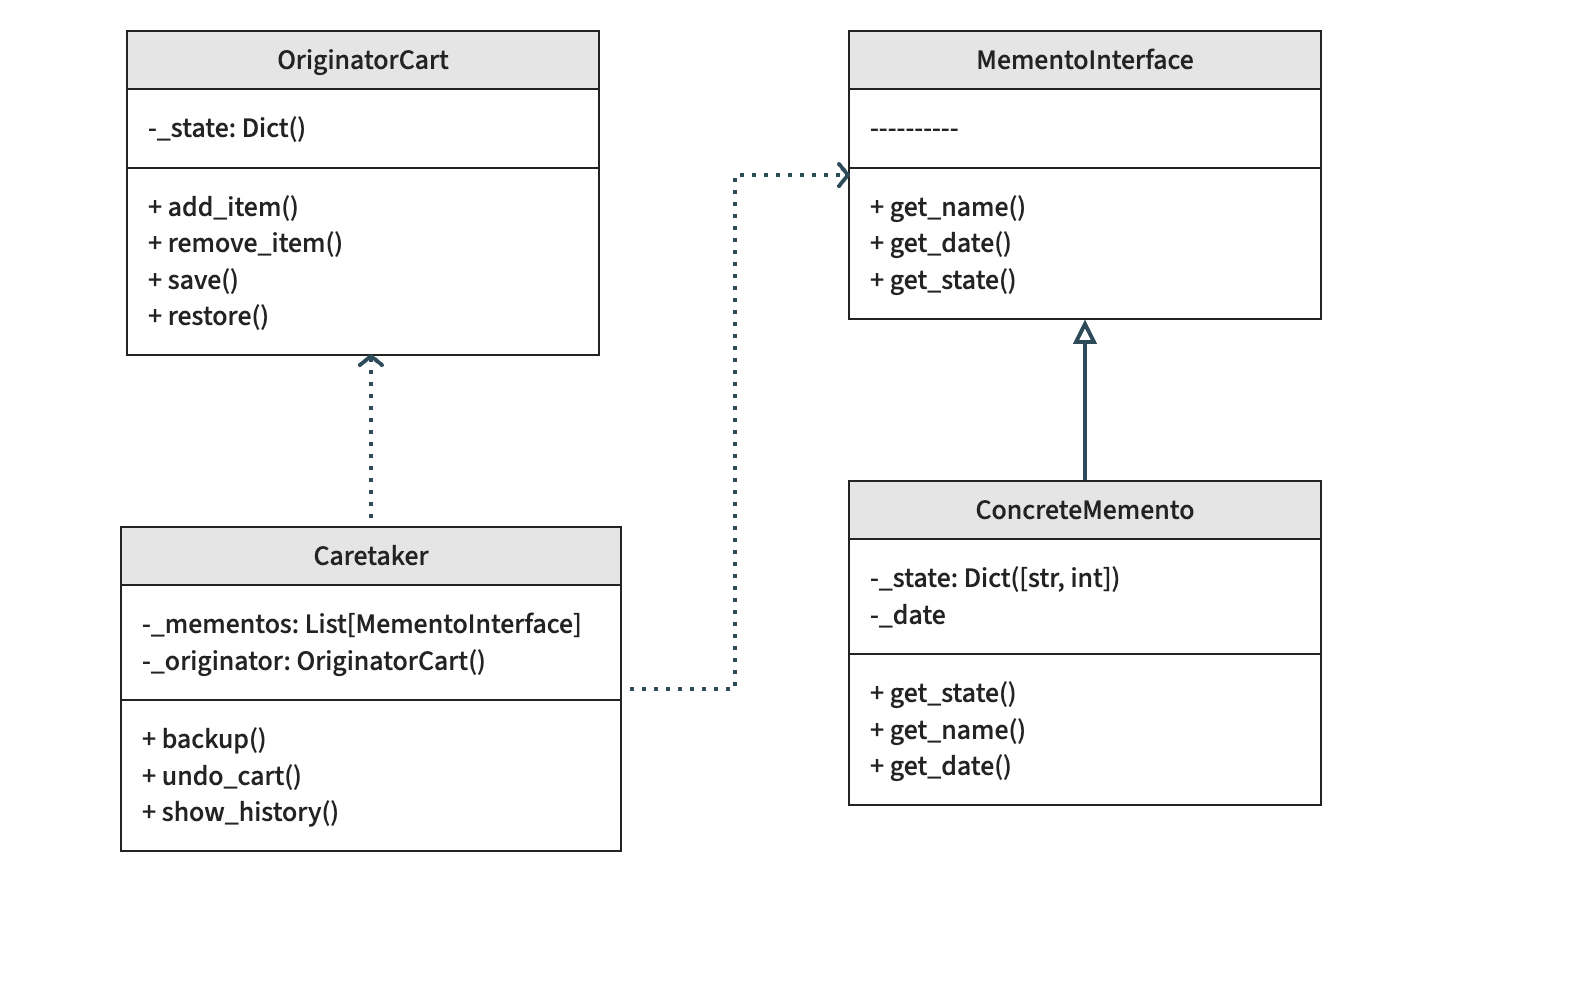 OriginatorCart
-_state: Dict()
+ add_item()
+ remove_item()
+ save()
+ restore()
MementoInterface
----------
+ get_name()
+ get_date()
+ get_state()
Caretaker
-_mementos: List[MementoInterface]
-_originator: OriginatorCart()
+ backup()
+ undo_cart()
+ show_history()
ConcreteMemento
-_state: Dict([str, int])
-_date
+ get_state()
+ get_name()
+ get_date()